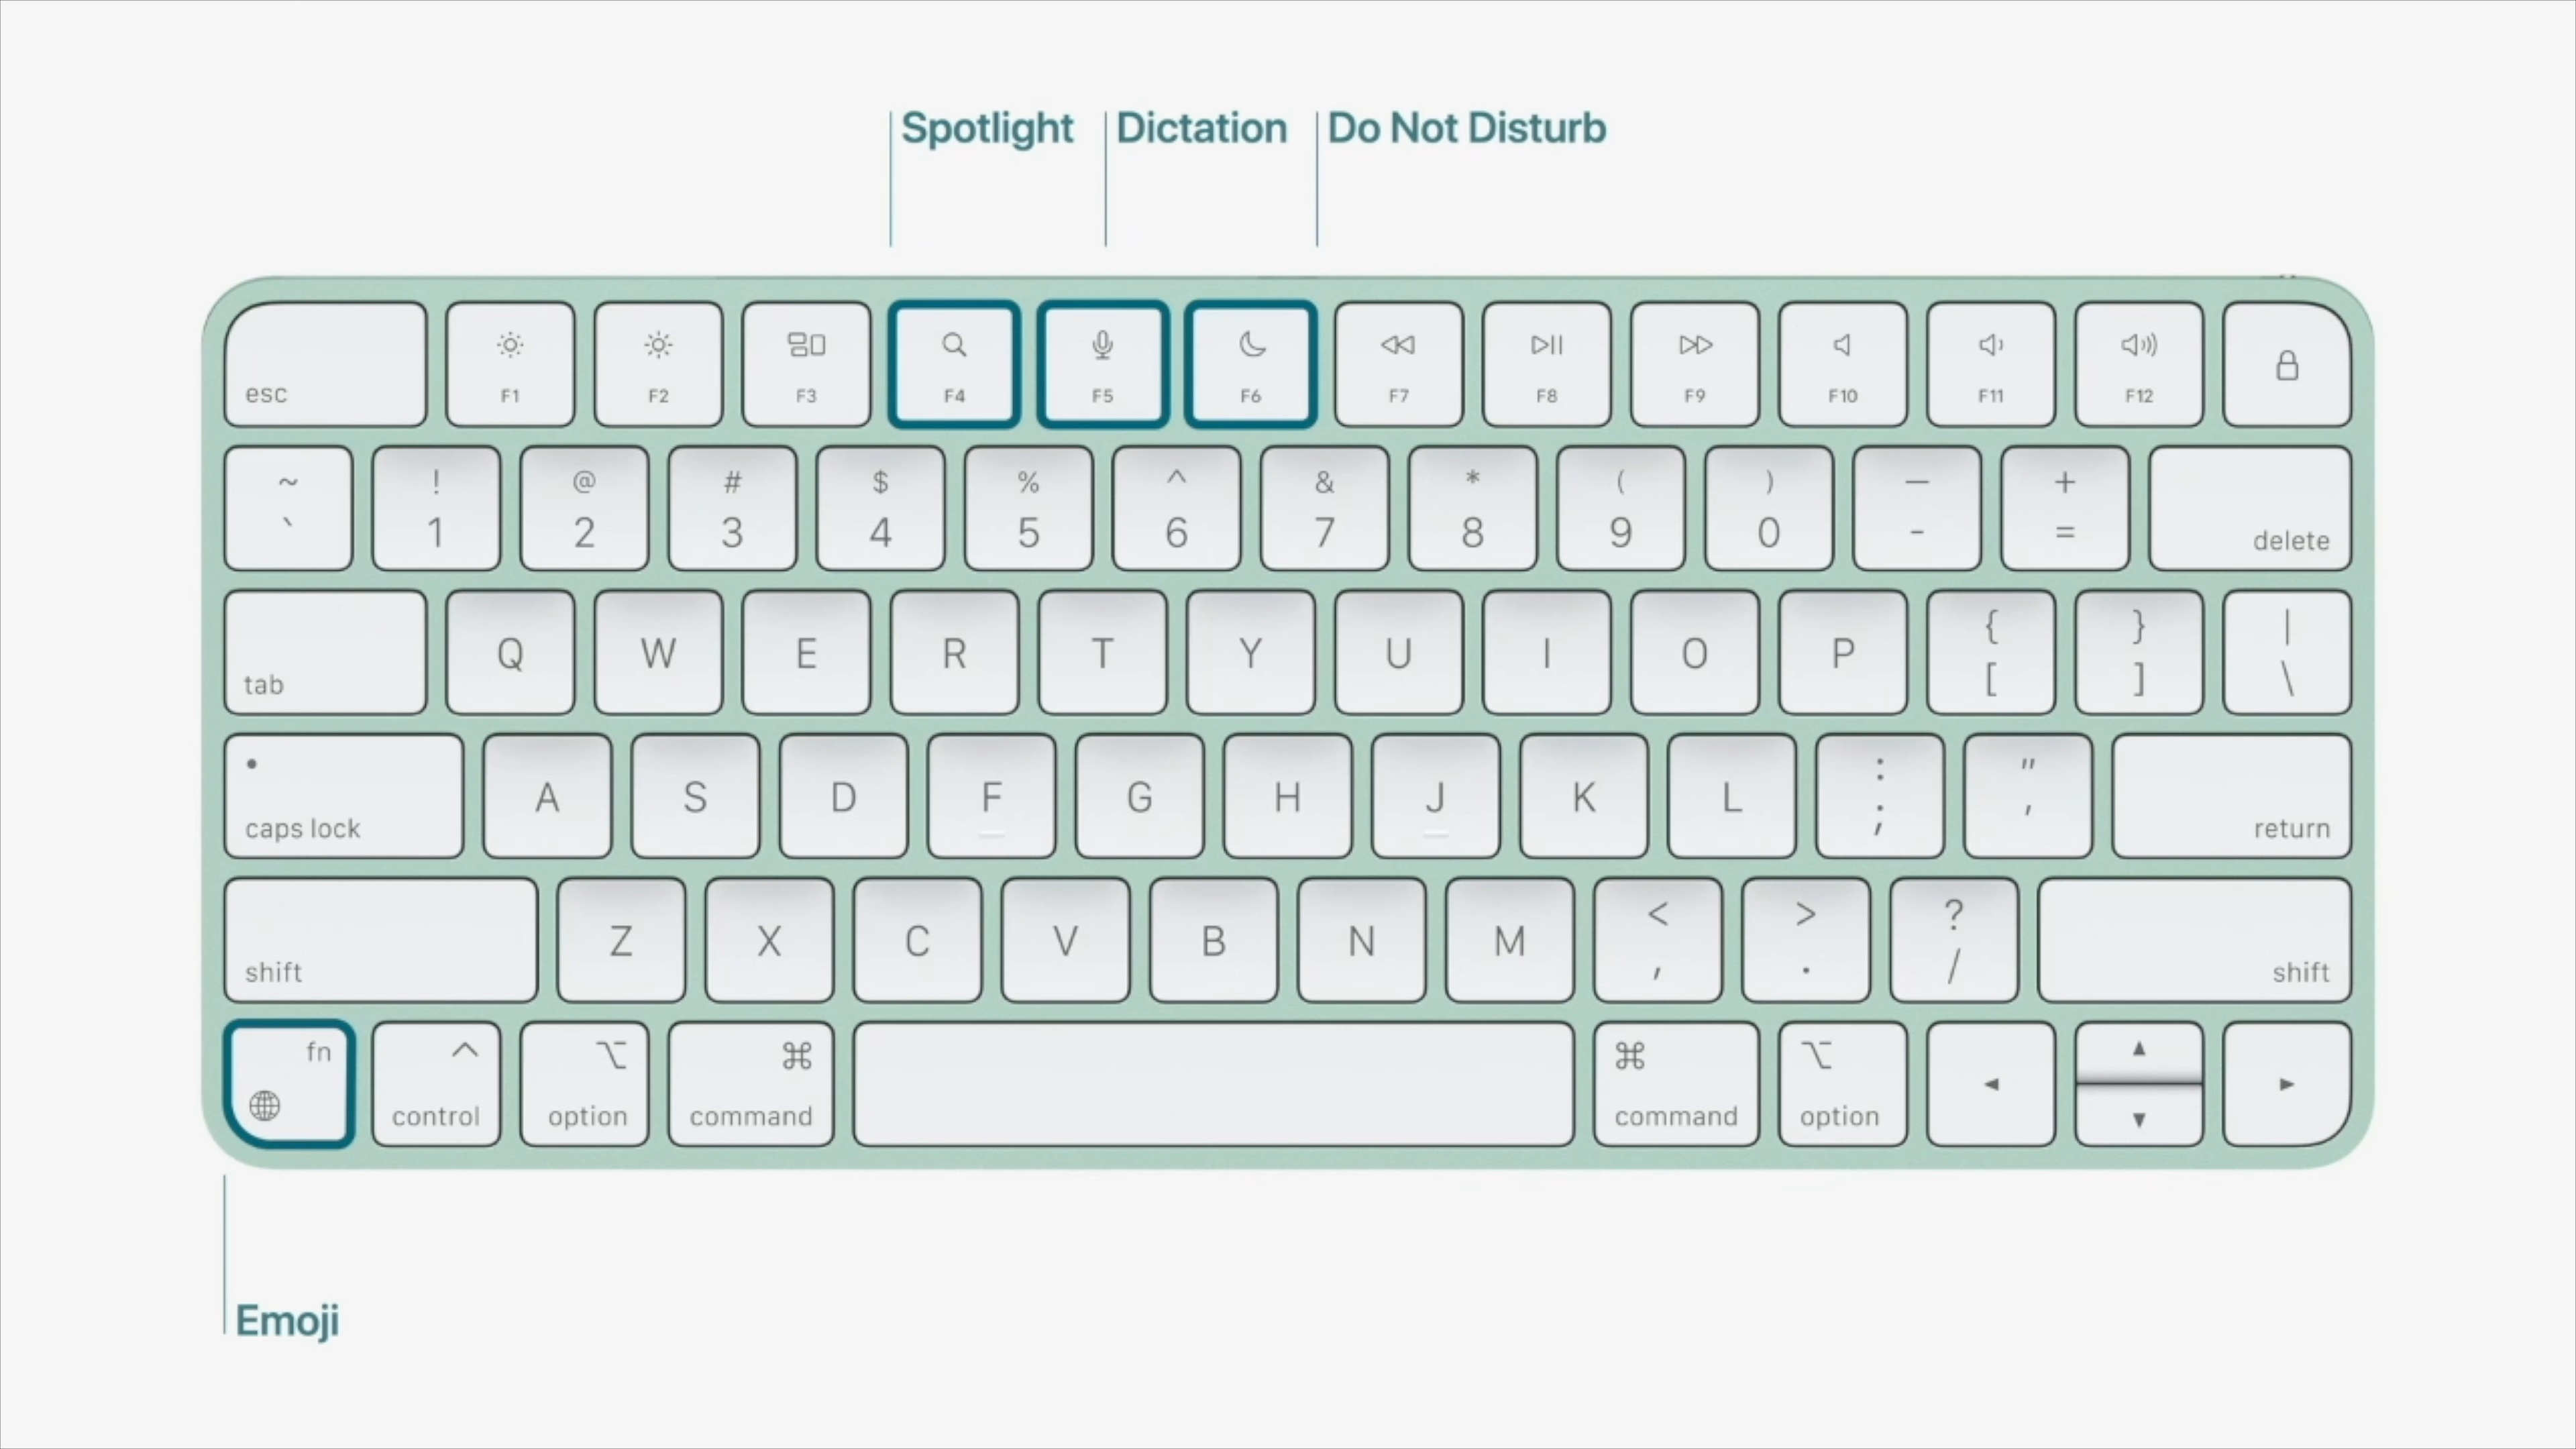 Spotlight Dictation Do Not Disturb
esc F1 F2 F3 F4 F5 F6 F7 F8 F9 F10 F11 F12
~ ! @ # $ % ^ & * ( ) — +
` 1 2 3 4 5 6 7 8 9 0 - = delete
tab Q W E R T Y U I O P { [ } ] | \
caps lock A S D F G H J K L : ; " ' return
shift Z X C V B N M < , > . ? / shift
fn ^ ⌥ ⌘ ⌘ ⌥ ▲
control option command command option ◄ ▼ ►
Emoji